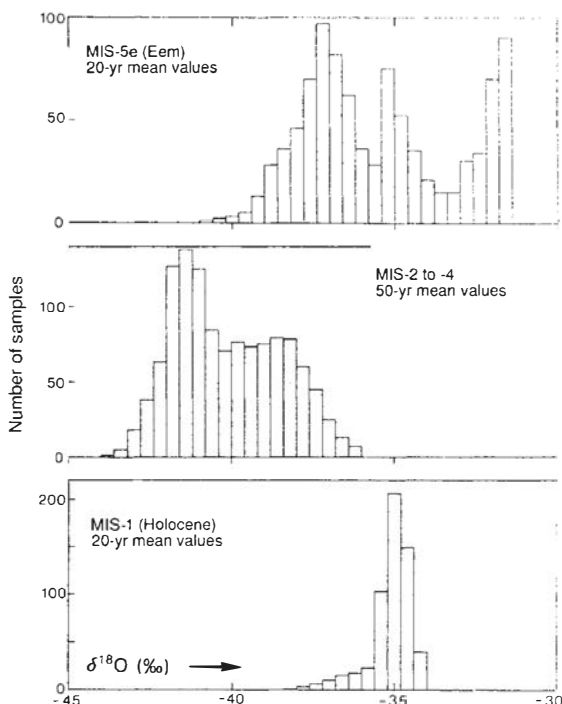 100
MIS-5e (Eem)
20-yr mean values
50
0
MIS-2 to -4
50-yr mean values
100
50
0
Number of samples
MIS-1 (Holocene)
20-yr mean values
200
100
δ¹⁸O (‰)
0
-45
-40
-35
-30